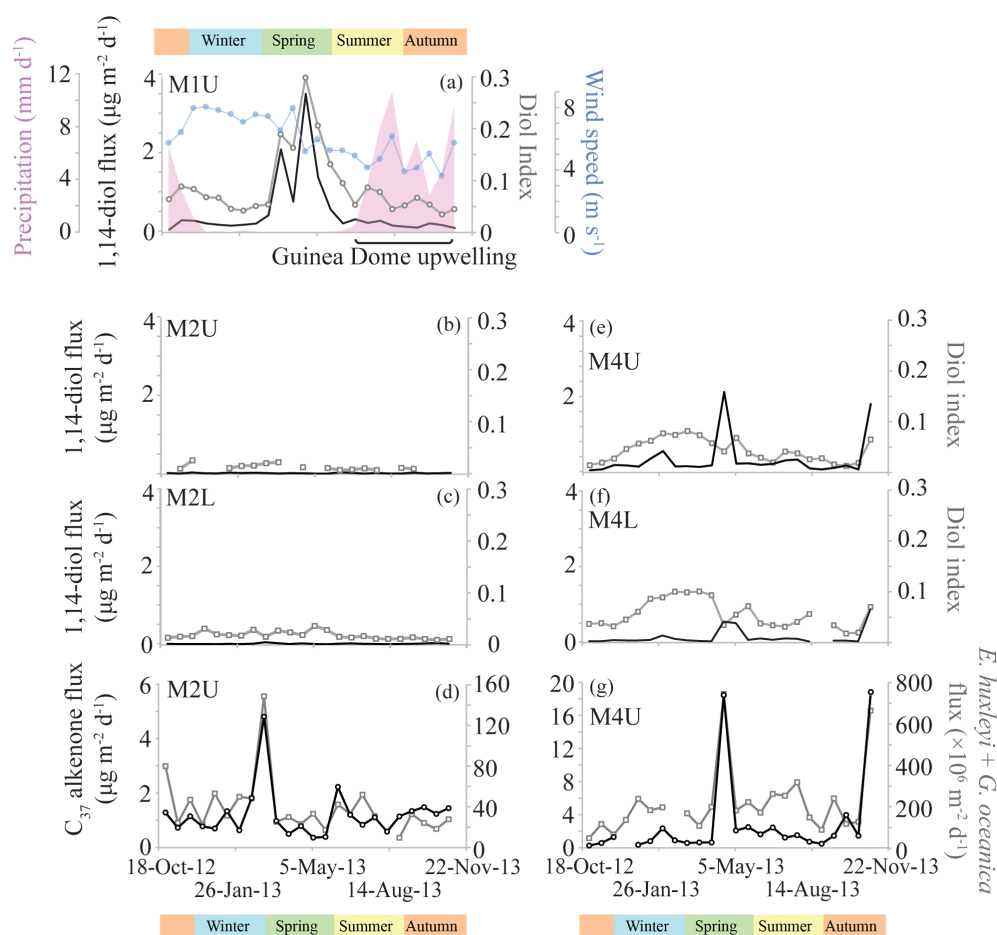 Winter Spring Summer Autumn
Precipitation (mm d⁻¹)
12
8
4
0
1,14-diol flux (µg m⁻² d⁻¹)
4
2
0
M1U
(a)
0.3
0.2
0.1
0
Diol Index
Wind speed (m s⁻¹)
8
4
0
Guinea Dome upwelling
1,14-diol flux
(µg m⁻² d⁻¹)
4
2
0
M2U
(b)
0.3
0.2
0.1
0
4
2
0
(e)
M4U
0.3
0.2
0.1
0
Diol index
1,14-diol flux
(µg m⁻² d⁻¹)
4
2
0
M2L
(c)
0.3
0.2
0.1
0
4
2
0
(f)
M4L
0.3
0.2
0.1
0
Diol index
C₃₇ alkenone flux
(µg m⁻² d⁻¹)
6
4
2
0
M2U
(d)
160
120
80
40
0
20
16
12
8
4
0
(g)
M4U
800
600
400
200
0
E. huxleyi + G. oceanica
flux (×10⁶ m⁻² d⁻¹)
18-Oct-12 5-May-13 22-Nov-13
26-Jan-13 14-Aug-13
18-Oct-12 5-May-13 22-Nov-13
26-Jan-13 14-Aug-13
Winter Spring Summer Autumn
Winter Spring Summer Autumn